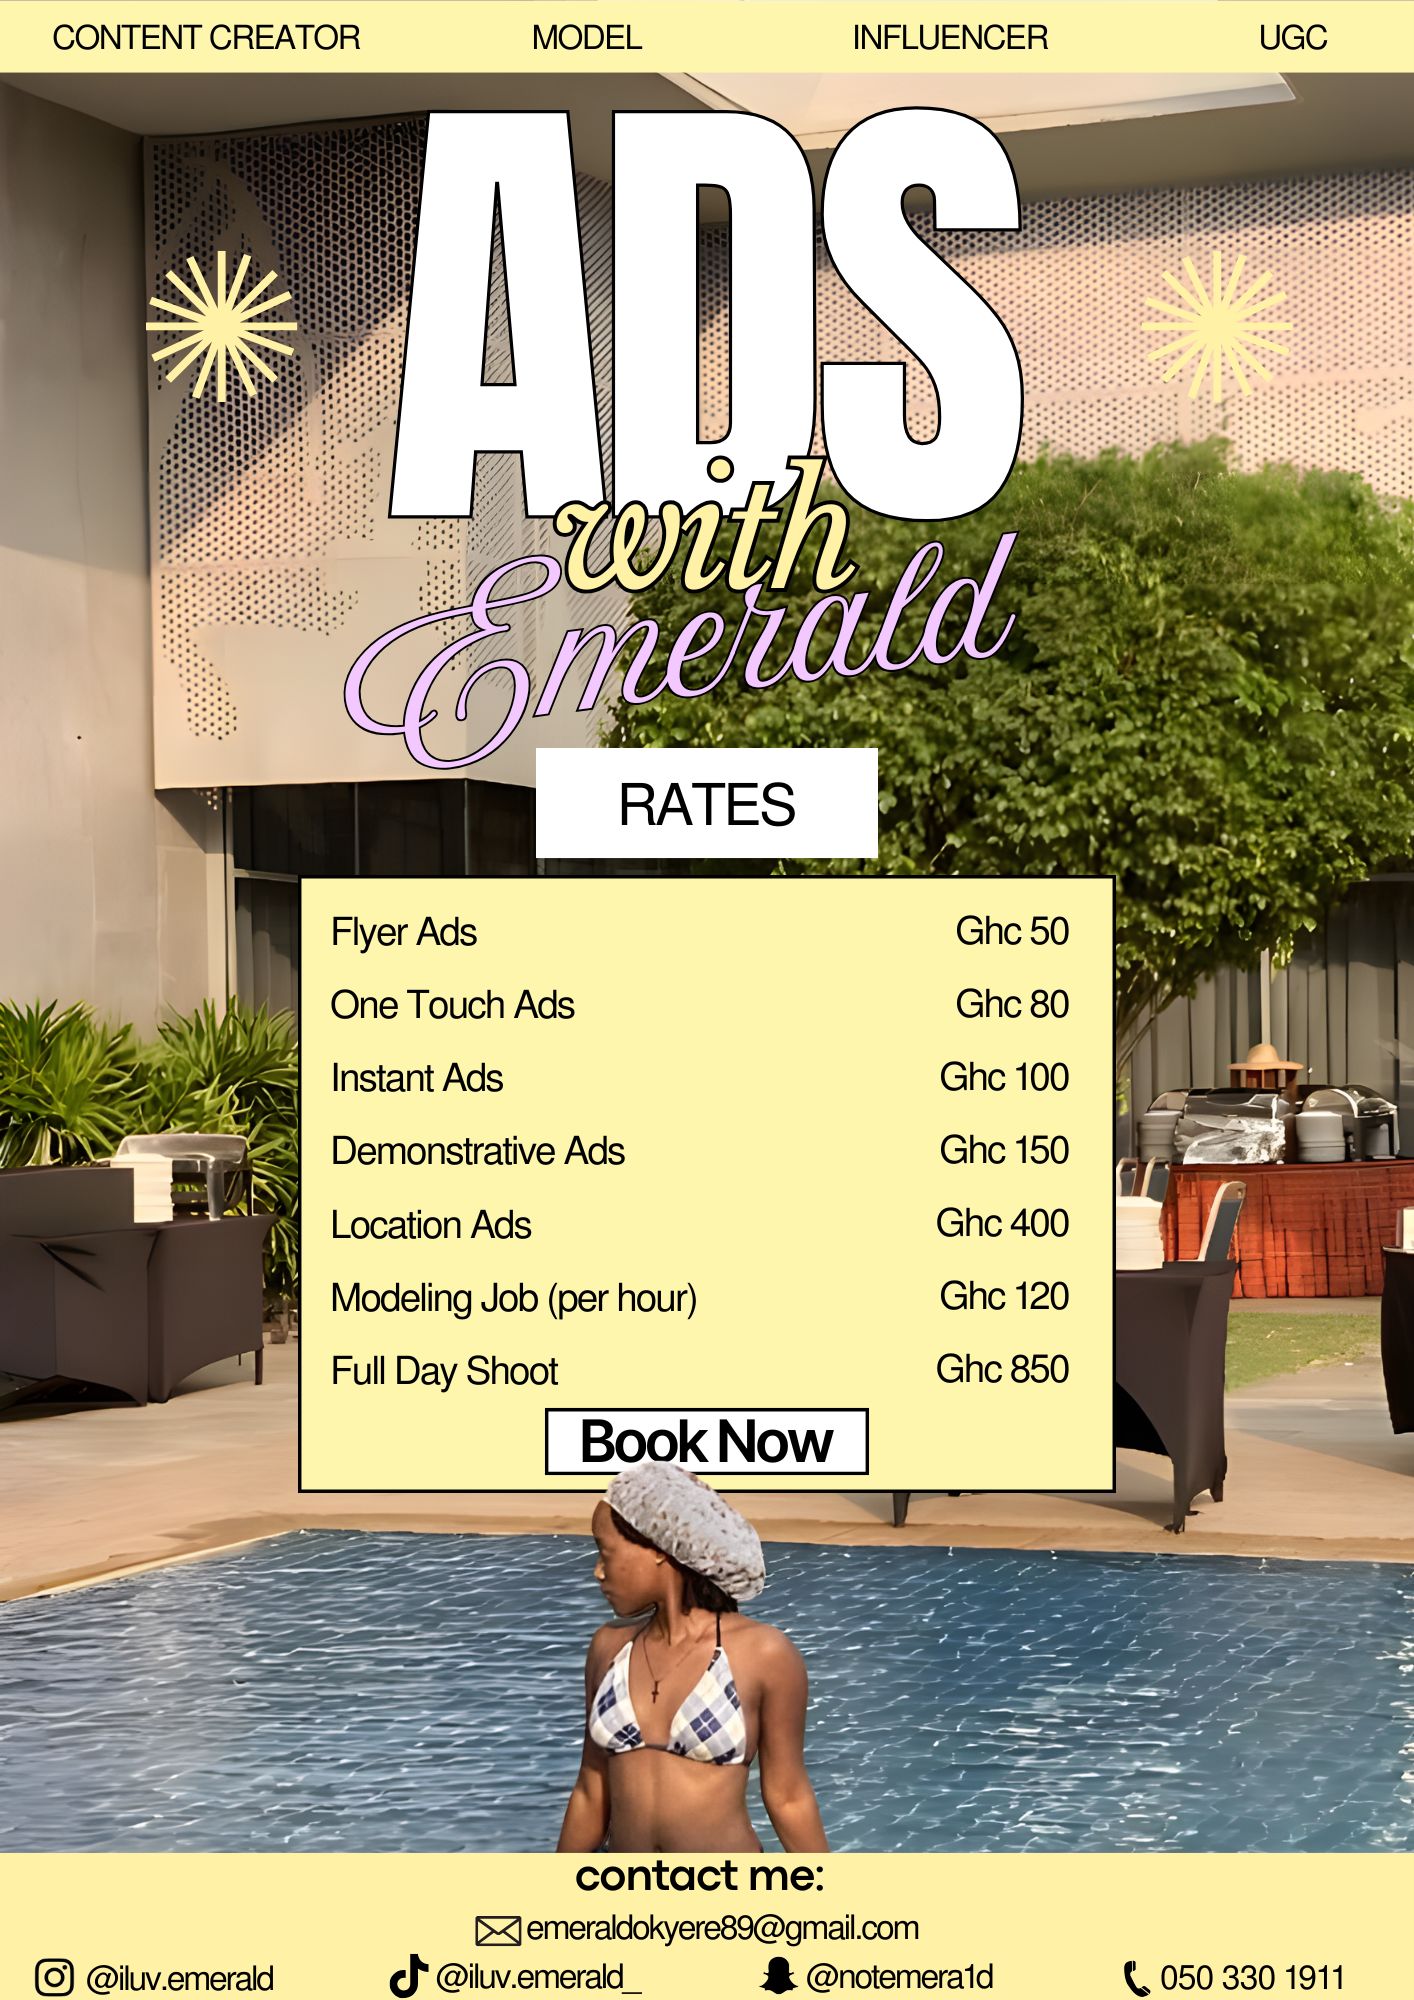 CONTENT CREATOR MODEL INFLUENCER UGC
ADS
with
Emerald
RATES
Flyer Ads Ghc 50
One Touch Ads Ghc 80
Instant Ads Ghc 100
Demonstrative Ads Ghc 150
Location Ads Ghc 400
Modeling Job (per hour) Ghc 120
Full Day Shoot Ghc 850
Book Now
contact me:
emeraldokyere89@gmail.com
@iluv.emerald @iluv.emerald_ @notemera1d 050 330 1911